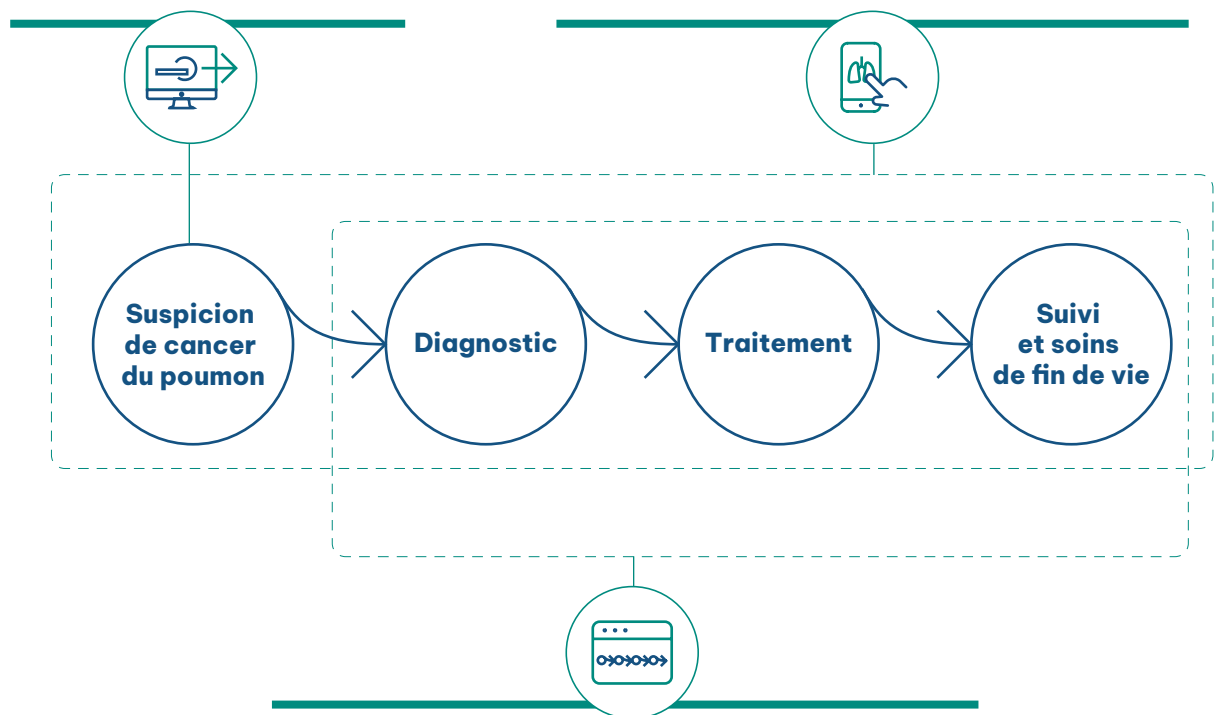 Suspicion
de cancer
du poumon
Diagnostic
Traitement
Suivi
et soins
de fin de vie